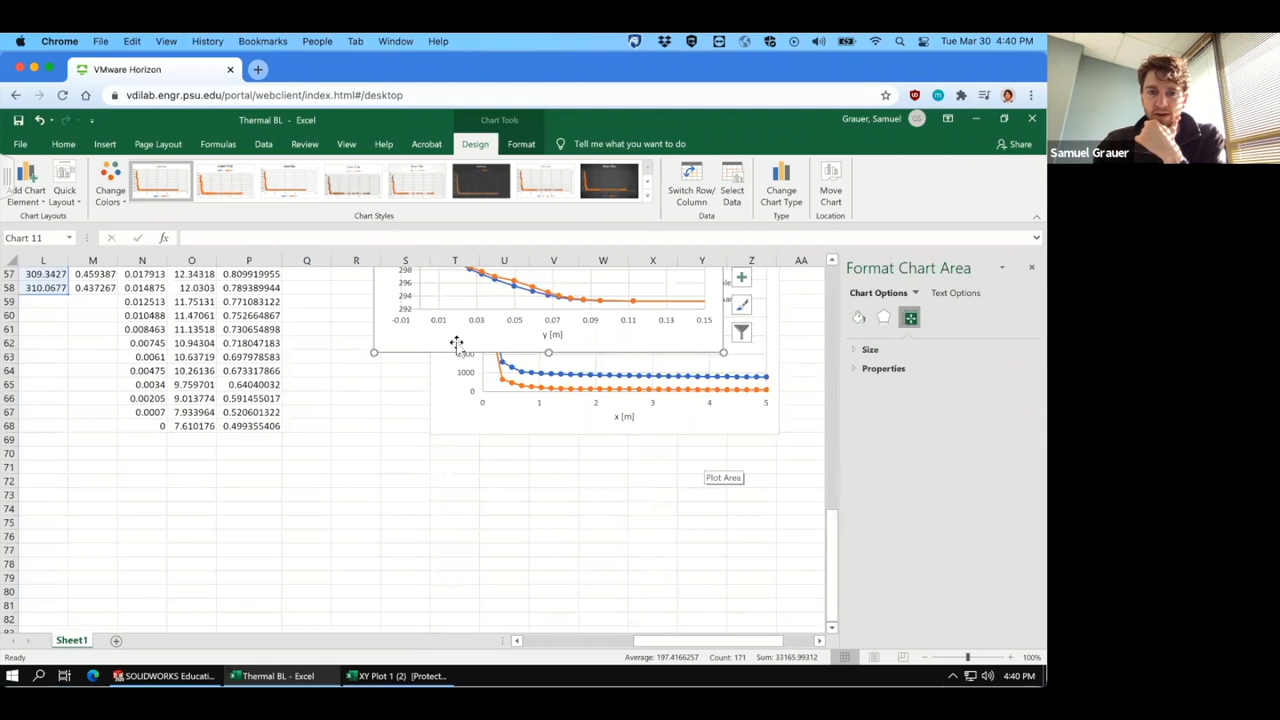 Chrome File Edit View History Bookmarks People Tab Window Help Tue Mar 30 4:40 PM
VMware Horizon
vdilab.engr.psu.edu/portal/webclient/index.html#/desktop
Thermal BL - Excel Chart Tools Grauer, Samuel GS
File Home Insert Page Layout Formulas Data Review View Help Acrobat Design Format Tell me what you want to do Share
Add Chart Element Quick Layout Change Colors Switch Row/ Column Select Data Change Chart Type Move Chart
Chart Layouts Chart Styles Data Type Location
Chart 11 fx
L M N O P Q R S T U V W X Y Z AA
57 309.3427 0.459387 0.017913 12.34318 0.809919955
58 310.0677 0.437267 0.014875 12.0303 0.789389944
59 0.012513 11.75131 0.771083122
60 0.010488 11.47061 0.752664867
61 0.008463 11.13518 0.730654898
62 0.00745 10.94304 0.718047183
63 0.0061 10.63719 0.697978583
64 0.00475 10.26136 0.673317866
65 0.0034 9.759701 0.64040032
66 0.00205 9.013774 0.591455017
67 0.0007 7.933964 0.520601322
68 0 7.610176 0.499355406
69
70
71
72
73
74
75
76
77
78
79
80
81
82
298
296
294
292
-0.01 0.01 0.03 0.05 0.07 0.09 0.11 0.13 0.15
y [m]
1000
0
0 1 2 3 4 5
x [m]
Plot Area
Format Chart Area
Chart Options Text Options
Size
Properties
Sheet1
Ready Average: 197.4166257 Count: 171 Sum: 33165.99312 100%
SOLIDWORKS Educati... Thermal BL - Excel XY Plot 1 (2) [Protect... 4:40 PM
Samuel Grauer